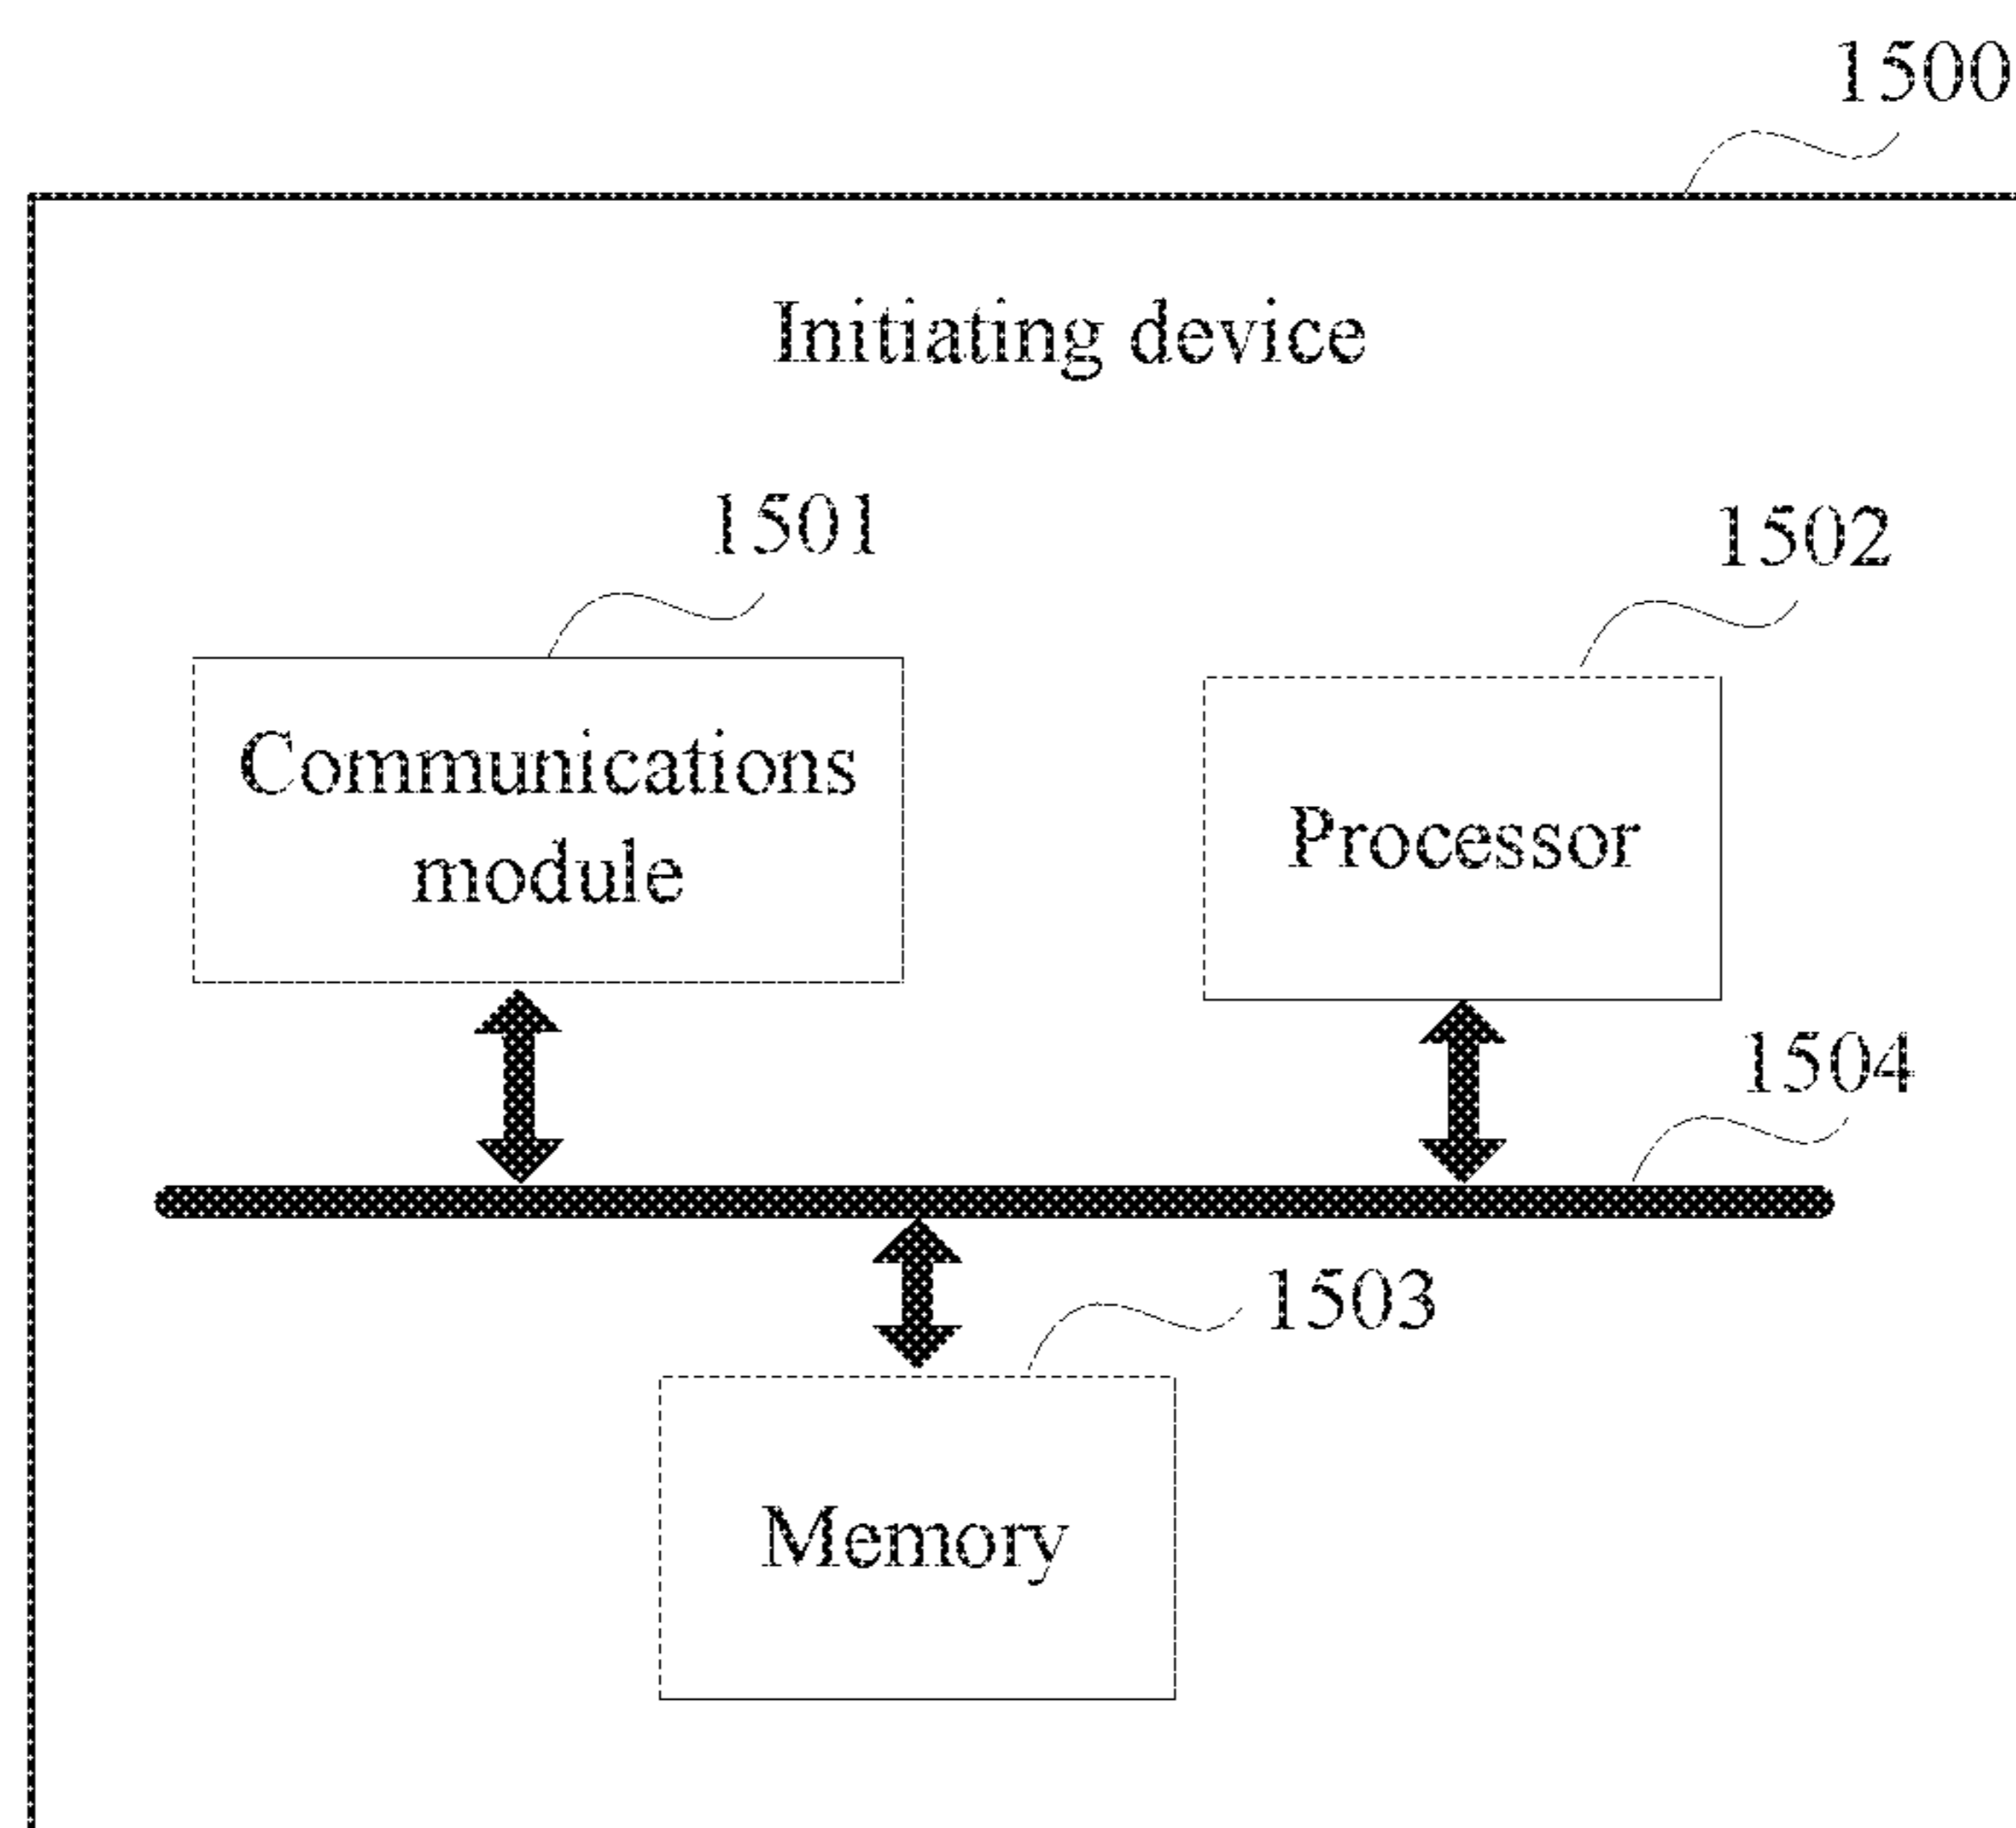 1500
Initiating device
1501
1502
Communications
module
Processor
1504
1503
Memory